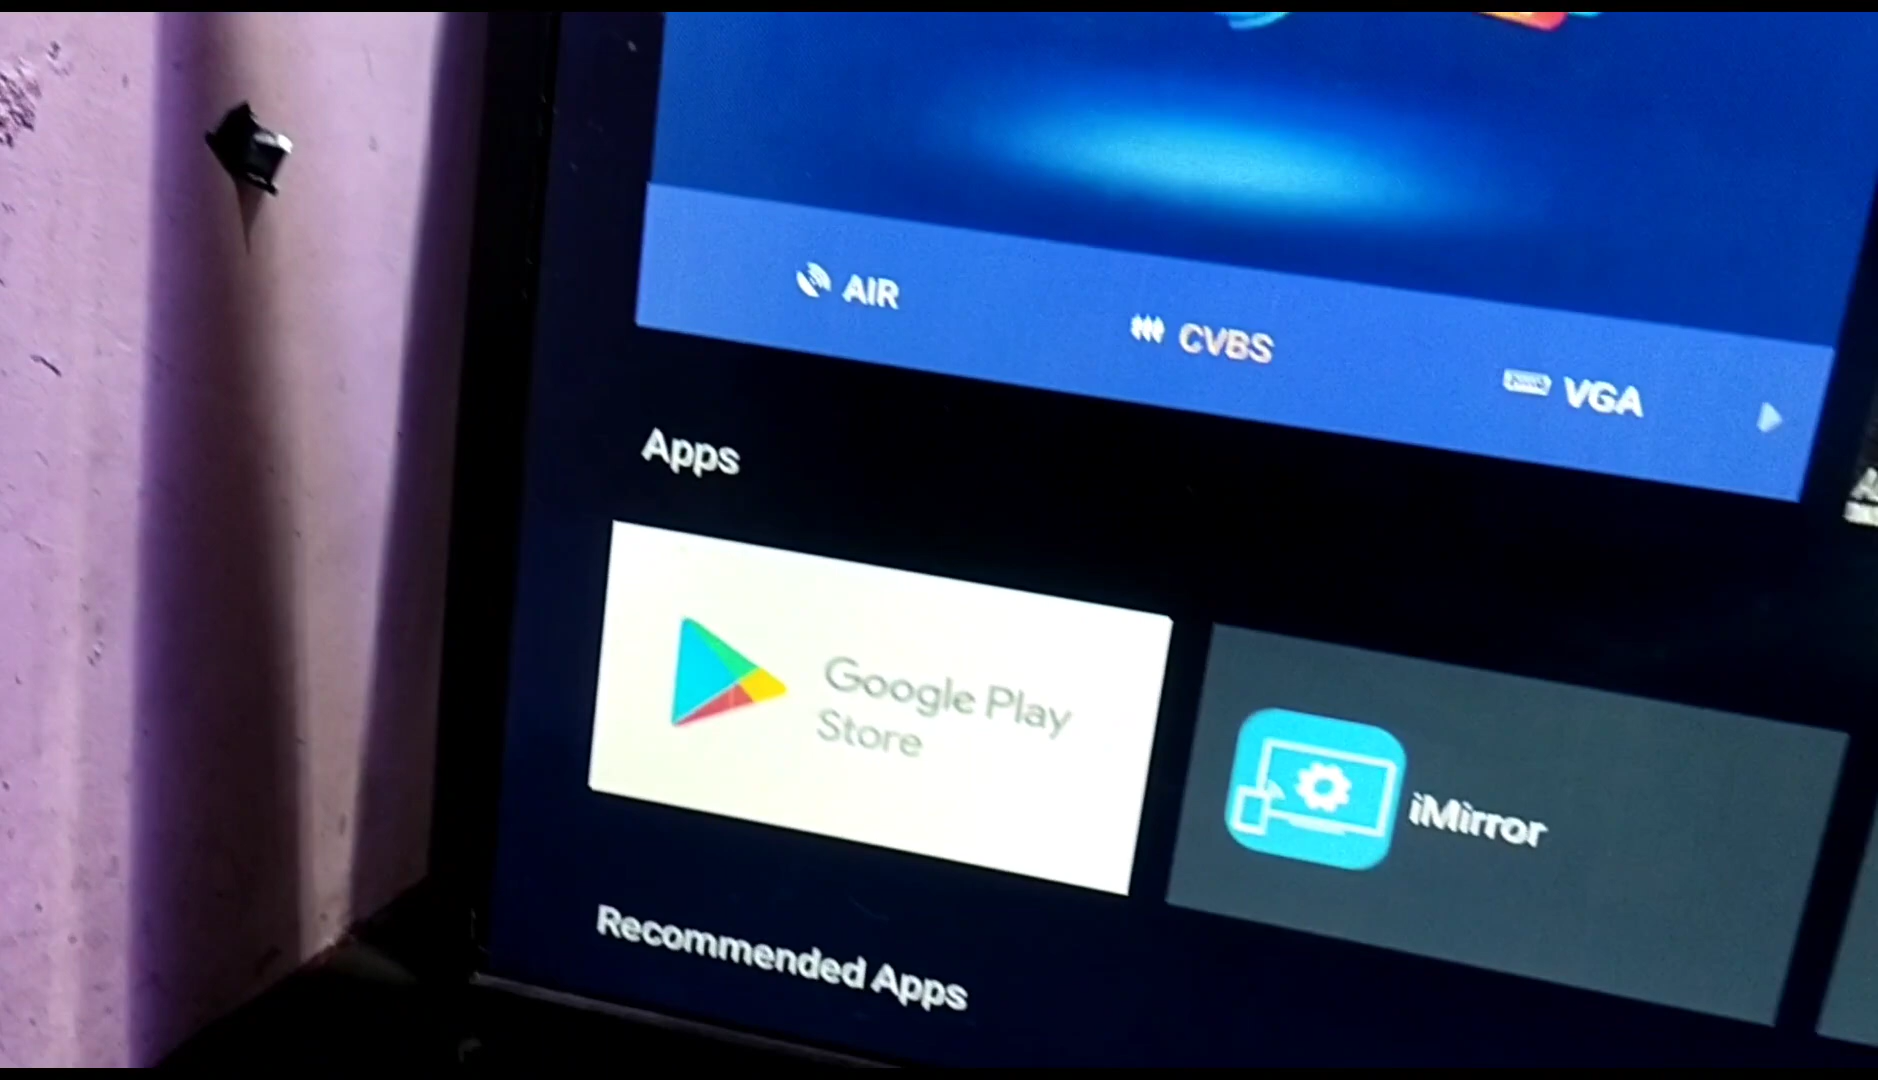 AIR
CVBS
VGA
Apps
Google Play
Store
iMirror
Recommended Apps